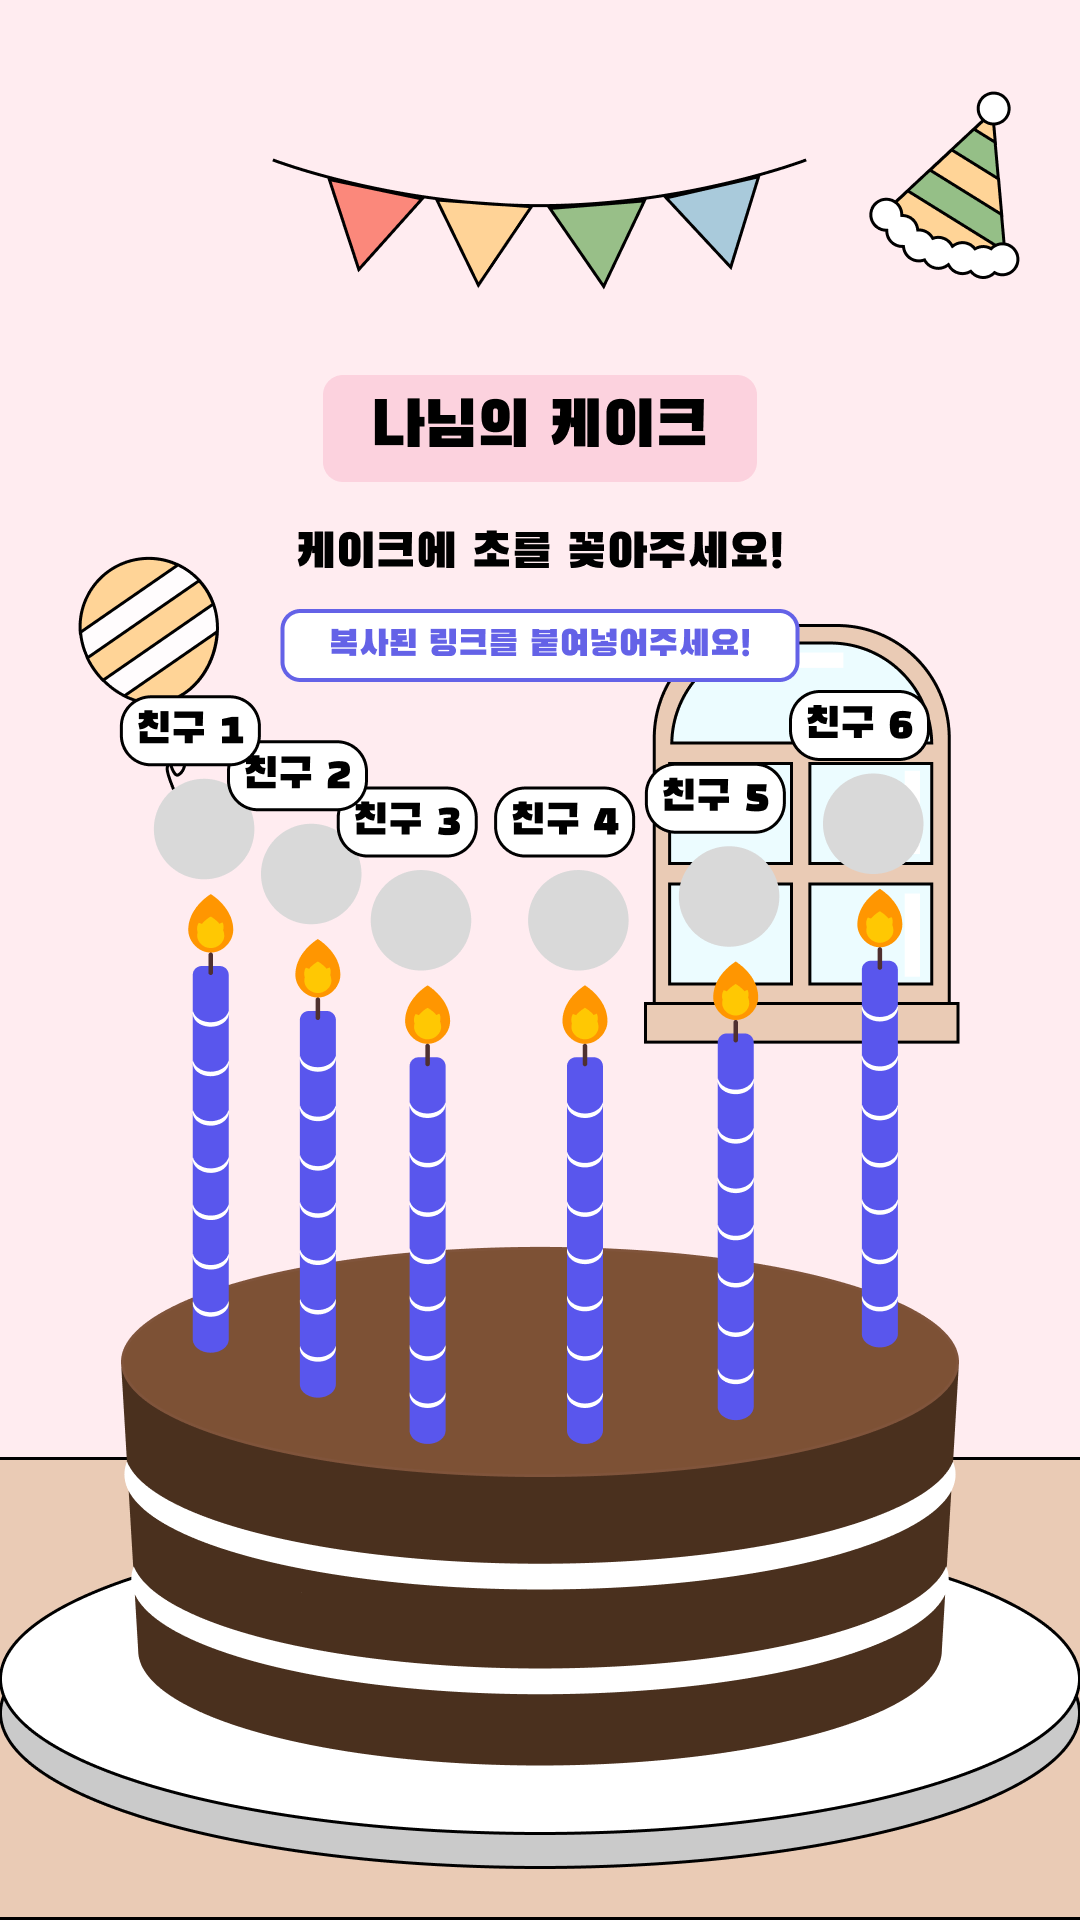 나님의 케이크
케이크에 초를 꽂아주세요!
복사된 링크를 붙여넣어주세요!
친구 1
친구 2
친구 3
친구 4
친구 5
친구 6